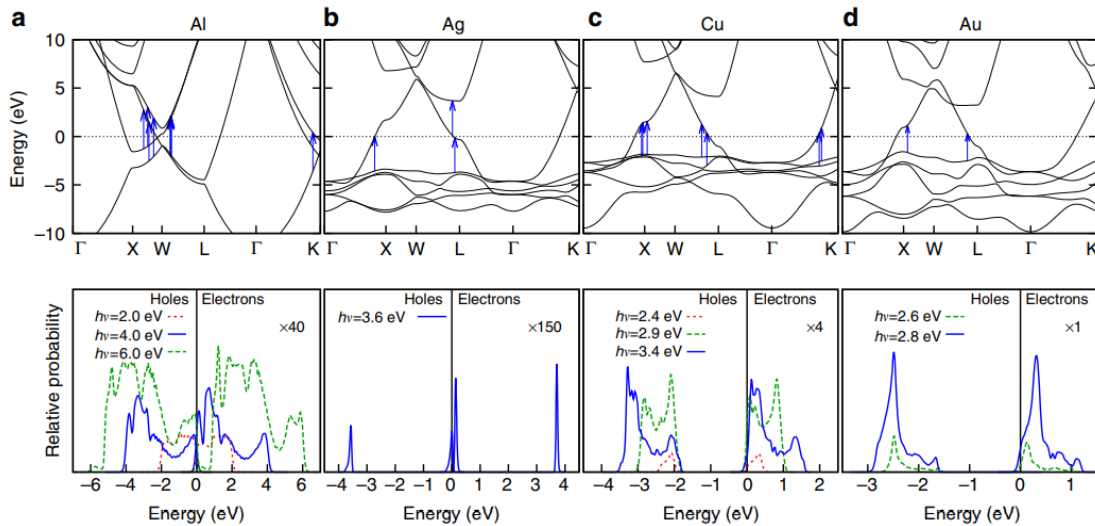 a Al b Ag c Cu d Au
10
5
0
−5
−10
Energy (eV)
Γ X W L Γ K
Γ X W L Γ K
Γ X W L Γ K
Γ X W L Γ K
Relative probability
Holes Electrons
hν=2.0 eV
hν=4.0 eV
hν=6.0 eV
×40
−6 −4 −2 0 2 4 6
Energy (eV)
Holes Electrons
hν=3.6 eV
×150
−4 −3 −2 −1 0 1 2 3 4
Energy (eV)
Holes Electrons
hν=2.4 eV
hν=2.9 eV
hν=3.4 eV
×4
−4 −3 −2 −1 0 1 2
Energy (eV)
Holes Electrons
hν=2.6 eV
hν=2.8 eV
×1
−3 −2 −1 0 1
Energy (eV)